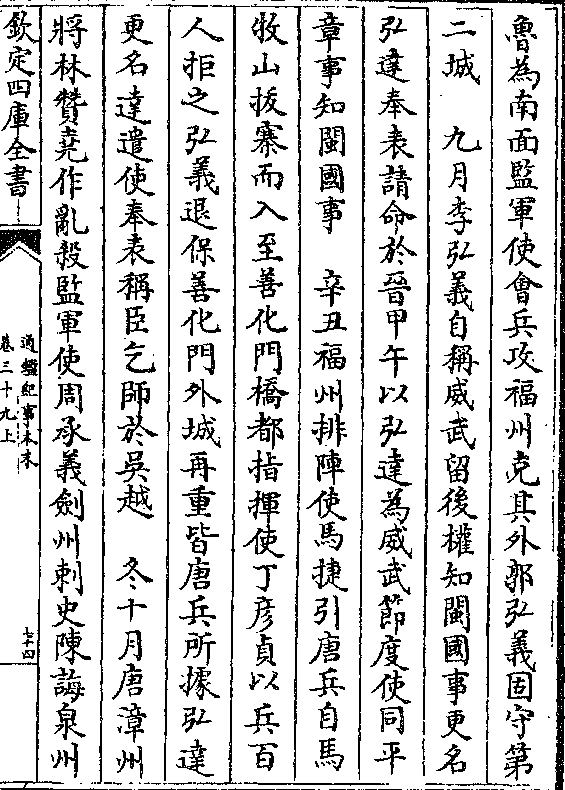 魯為南面監軍使會兵攻福州克其外郭弘義固守第
二城　九月李弘義自稱威武留後權知閩國事更名
弘達奉表請命於晉甲午以弘達為威武節度使同平
章事知閩國事　辛丑福州排陣使馬捷引唐兵自馬
牧山拔寨而入至善化門橋都指揮使丁彥貞以兵百
人拒之弘義退保善化門外城再重皆唐兵所據弘達
更名達遣使奉表稱臣乞師於吳越　冬十月唐漳州
將林贊堯作亂殺監軍使周承義劍州刺史陳誨泉州
欽定四庫全書
通鑑紀事本末
卷三十九上
七十四